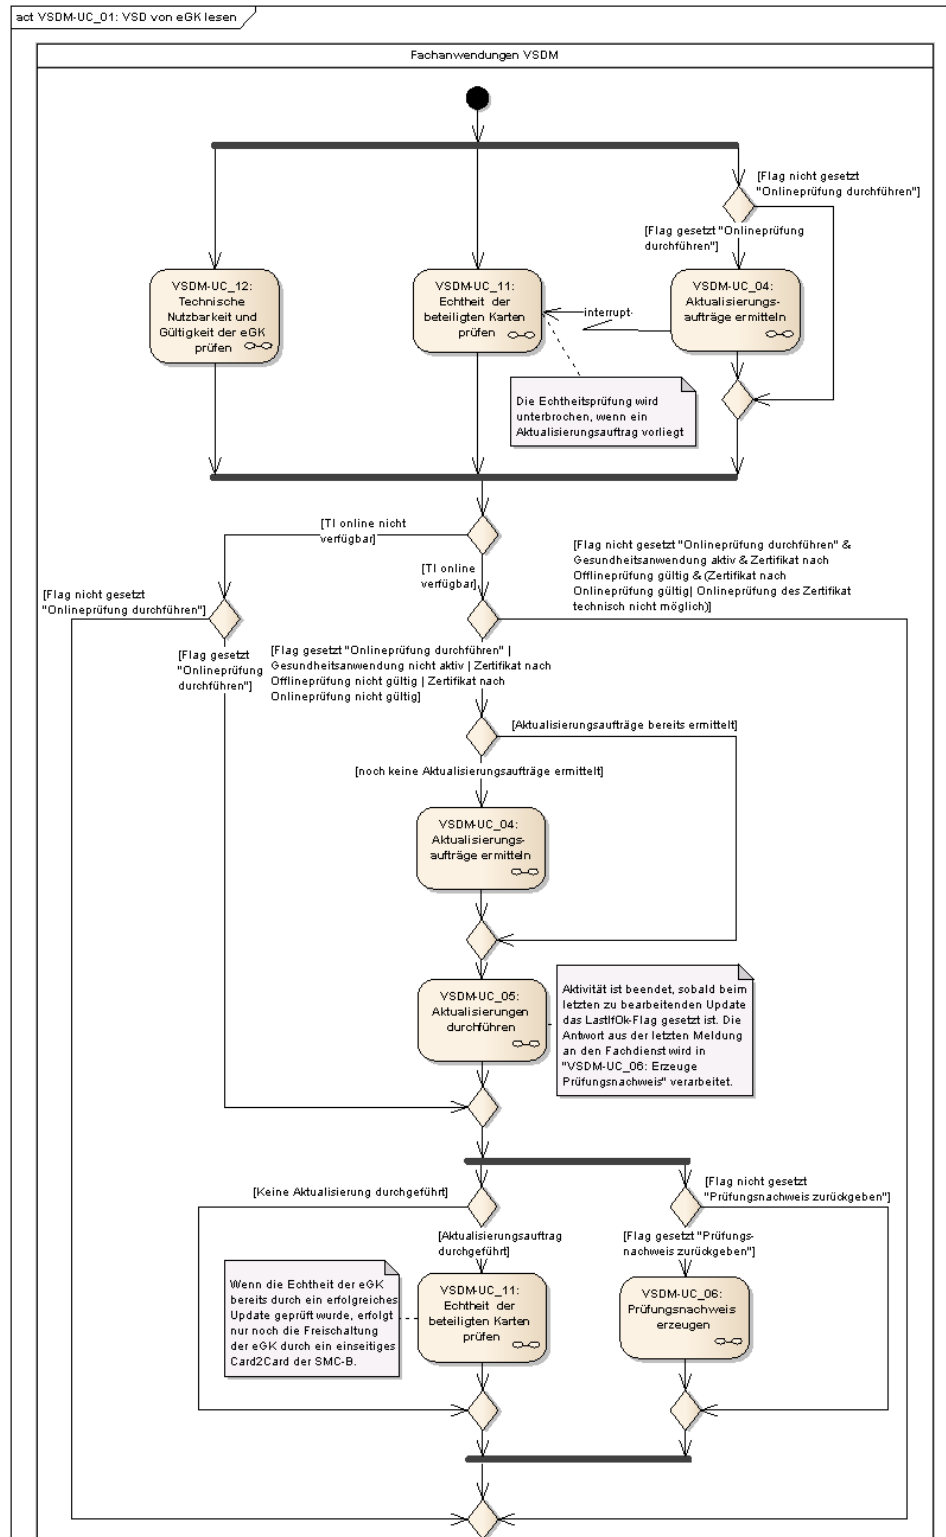 act VSDM-UC_01: VSD von eGK lesen
Fachanwendungen VSDM
[Flag nicht gesetzt
"Onlineprüfung durchführen"]
[Flag gesetzt "Onlineprüfung
durchführen"]
VSDM-UC_12:
Technische
Nutzbarkeit und
Gültigkeit der eGK
prüfen
VSDM-UC_11:
Echtheit der
beteiligten Karten
prüfen
interrupt
VSDM-UC_04:
Aktualisierungs-
aufträge ermitteln
Die Echtheitsprüfung wird
unterbrochen, wenn ein
Aktualisierungsauftrag vorliegt
[TI online nicht
verfügbar]
[TI online
verfügbar]
[Flag nicht gesetzt "Onlineprüfung durchführen" &
Gesundheitsanwendung aktiv & Zertifikat nach
Offlineprüfung gültig & (Zertifikat nach
Onlineprüfung gültig| Onlineprüfung des Zertifikat
technisch nicht möglich)]
[Flag nicht gesetzt
"Onlineprüfung durchführen"]
[Flag gesetzt
"Onlineprüfung
durchführen"]
[Flag gesetzt "Onlineprüfung durchführen" |
Gesundheitsanwendung nicht aktiv | Zertifikat nach
Offlineprüfung nicht gültig | Zertifikat nach
Onlineprüfung nicht gültig]
[Aktualisierungsaufträge bereits ermittelt]
[noch keine Aktualisierungsaufträge ermittelt]
VSDM-UC_04:
Aktualisierungs-
aufträge ermitteln
VSDM-UC_05:
Aktualisierungen
durchführen
Aktivität ist beendet, sobald beim
letzten zu bearbeitenden Update
das LastIfOk-Flag gesetzt ist. Die
Antwort aus der letzten Meldung
an den Fachdienst wird in
"VSDM-UC_06: Erzeuge
Prüfungsnachweis" verarbeitet.
[Keine Aktualisierung durchgeführt]
[Flag nicht gesetzt
"Prüfungsnachweis zurückgeben"]
[Aktualisierungsauftrag
durchgeführt]
[Flag gesetzt "Prüfungs-
nachweis zurückgeben"]
Wenn die Echtheit der eGK
bereits durch ein erfolgreiches
Update geprüft wurde, erfolgt
nur noch die Freischaltung
der eGK durch ein einseitiges
Card2Card der SMC-B.
VSDM-UC_11:
Echtheit der
beteiligten Karten
prüfen
VSDM-UC_06:
Prüfungsnachweis
erzeugen